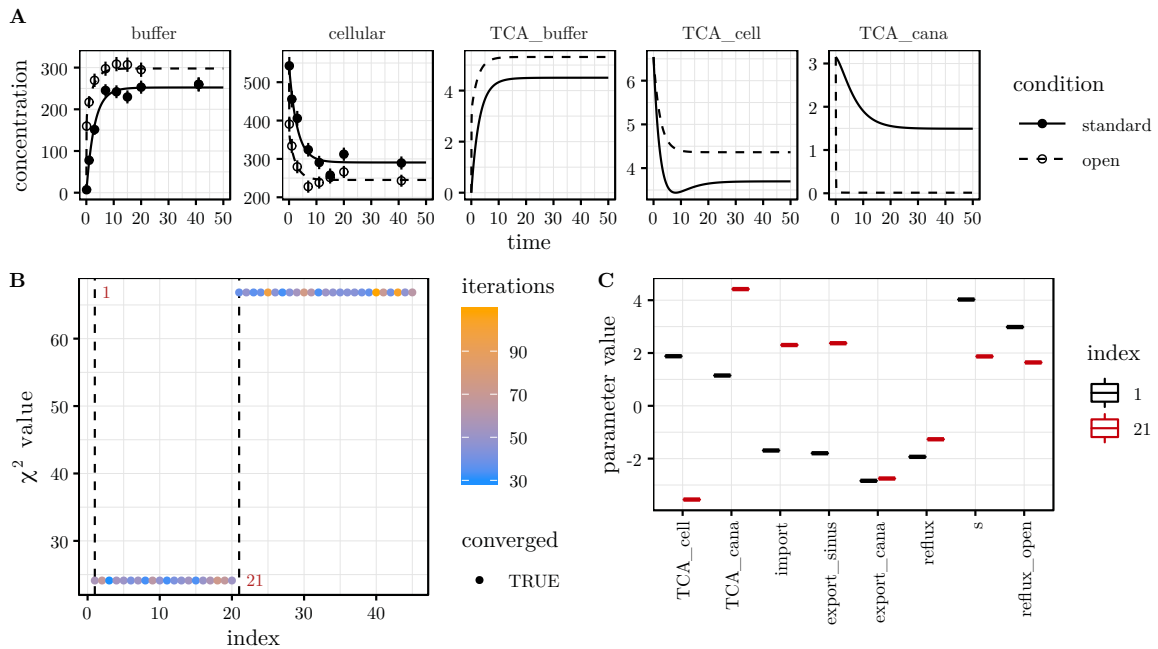 A
buffer
cellular
TCA_buffer
TCA_cell
TCA_cana
concentration
300
200
100
0
500
400
300
200
4
2
0
6
5
4
3
2
1
0
0 10 20 30 40 50
0 10 20 30 40 50
0 10 20 30 40 50
0 10 20 30 40 50
0 10 20 30 40 50
time
condition
standard
open
B
χ² value
60
50
40
30
1
21
0 20 40
index
iterations
90
70
50
30
converged
TRUE
C
parameter value
4
2
0
-2
TCA_cell
TCA_cana
import
export_sinus
export_cana
reflux
s
reflux_open
index
1
21